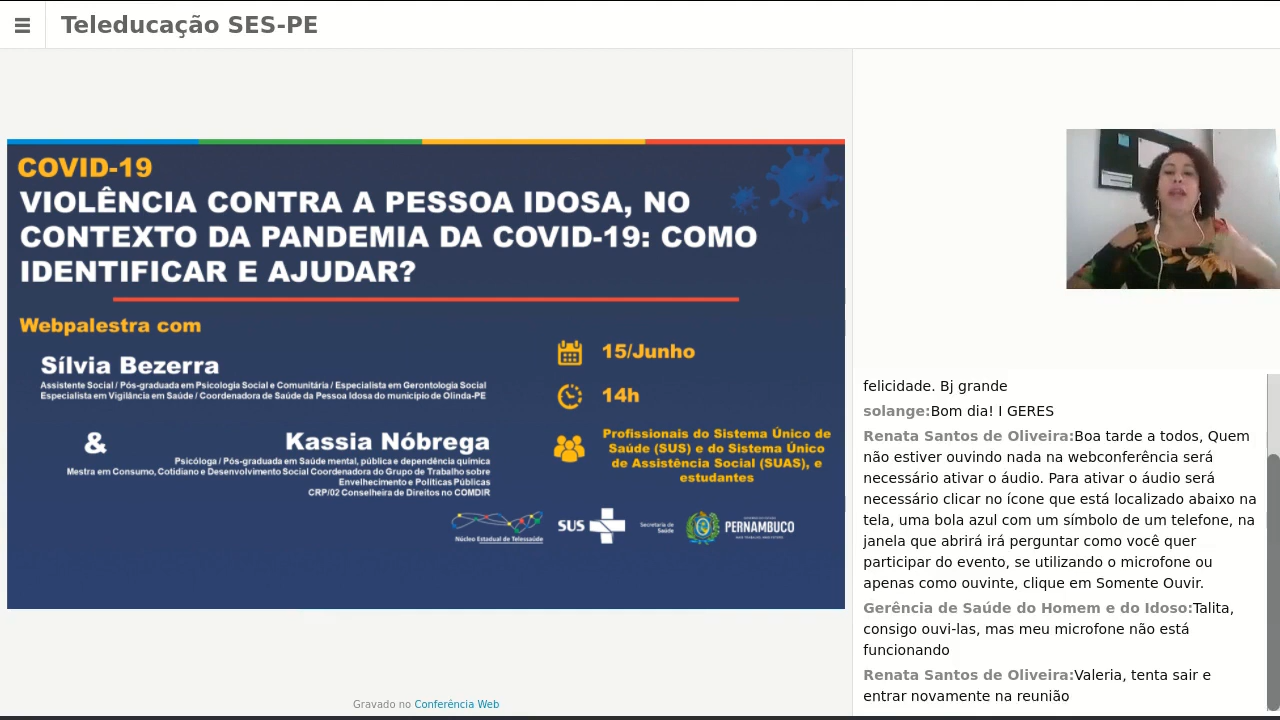 Teleducação SES-PE
COVID-19
VIOLÊNCIA CONTRA A PESSOA IDOSA, NO
CONTEXTO DA PANDEMIA DA COVID-19: COMO
IDENTIFICAR E AJUDAR?
Webpalestra com
Sílvia Bezerra
Assistente Social / Pós-graduada em Psicologia Social e Comunitária / Especialista em Gerontologia Social
Especialista em Vigilância em Saúde / Coordenadora de Saúde da Pessoa Idosa do município de Olinda-PE
& Kassia Nóbrega
Psicóloga / Pós-graduada em Saúde mental, pública e dependência química
Mestra em Consumo, Cotidiano e Desenvolvimento Social Coordenadora do Grupo de Trabalho sobre
Envelhecimento e Políticas Públicas
CRP/02 Conselheira de Direitos no COMDIR
15/Junho
14h
Profissionais do Sistema Único de
Saúde (SUS) e do Sistema Único
de Assistência Social (SUAS), e
estudantes
Núcleo Estadual de Telessaúde
SUS
Secretaria de
Saúde
PERNAMBUCO
Gravado no Conferência Web
felicidade. Bj grande
solange:Bom dia! I GERES
Renata Santos de Oliveira:Boa tarde a todos, Quem
não estiver ouvindo nada na webconferência será
necessário ativar o áudio. Para ativar o áudio será
necessário clicar no ícone que está localizado abaixo na
tela, uma bola azul com um símbolo de um telefone, na
janela que abrirá irá perguntar como você quer
participar do evento, se utilizando o microfone ou
apenas como ouvinte, clique em Somente Ouvir.
Gerência de Saúde do Homem e do Idoso:Talita,
consigo ouvi-las, mas meu microfone não está
funcionando
Renata Santos de Oliveira:Valeria, tenta sair e
entrar novamente na reunião